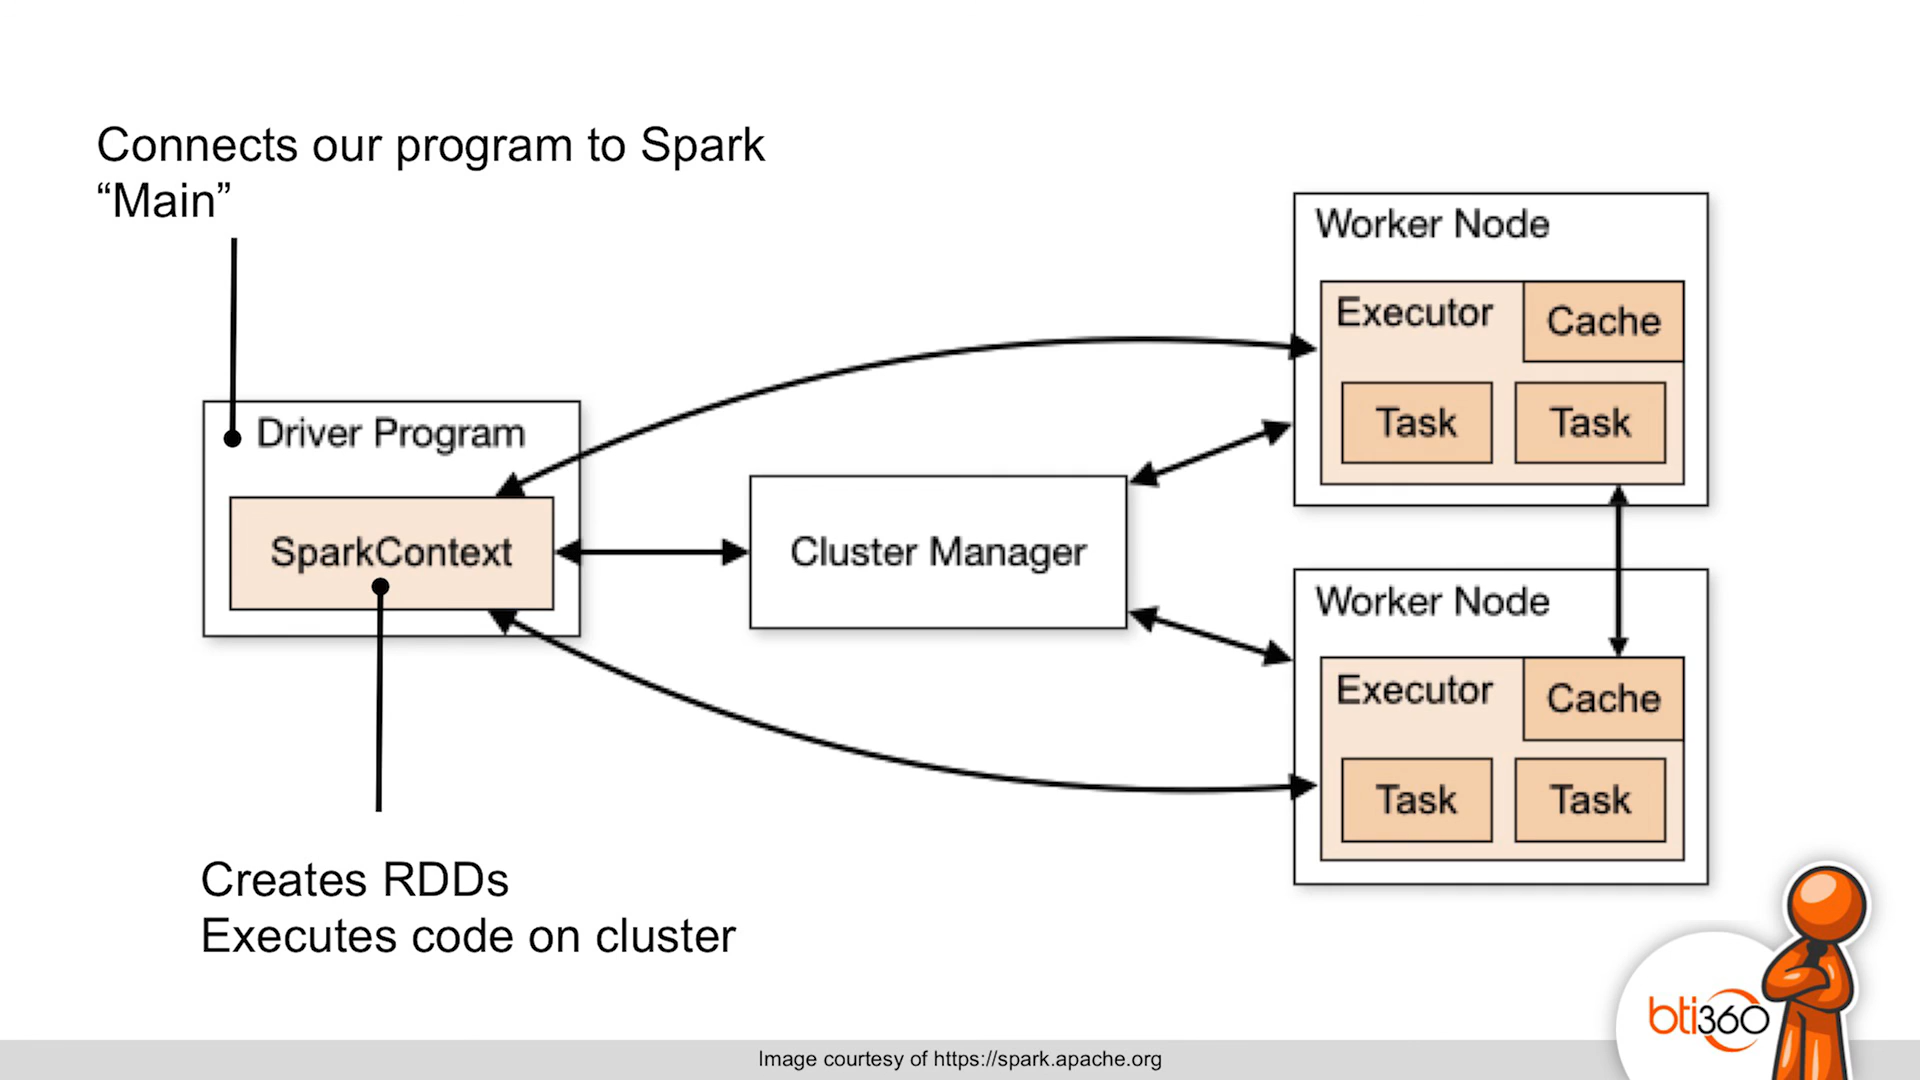 Connects our program to Spark
“Main”
Driver Program
SparkContext
Creates RDDs
Executes code on cluster
Cluster Manager
Worker Node
Executor
Cache
Task
Task
Worker Node
Executor
Cache
Task
Task
bti360
Image courtesy of https://spark.apache.org